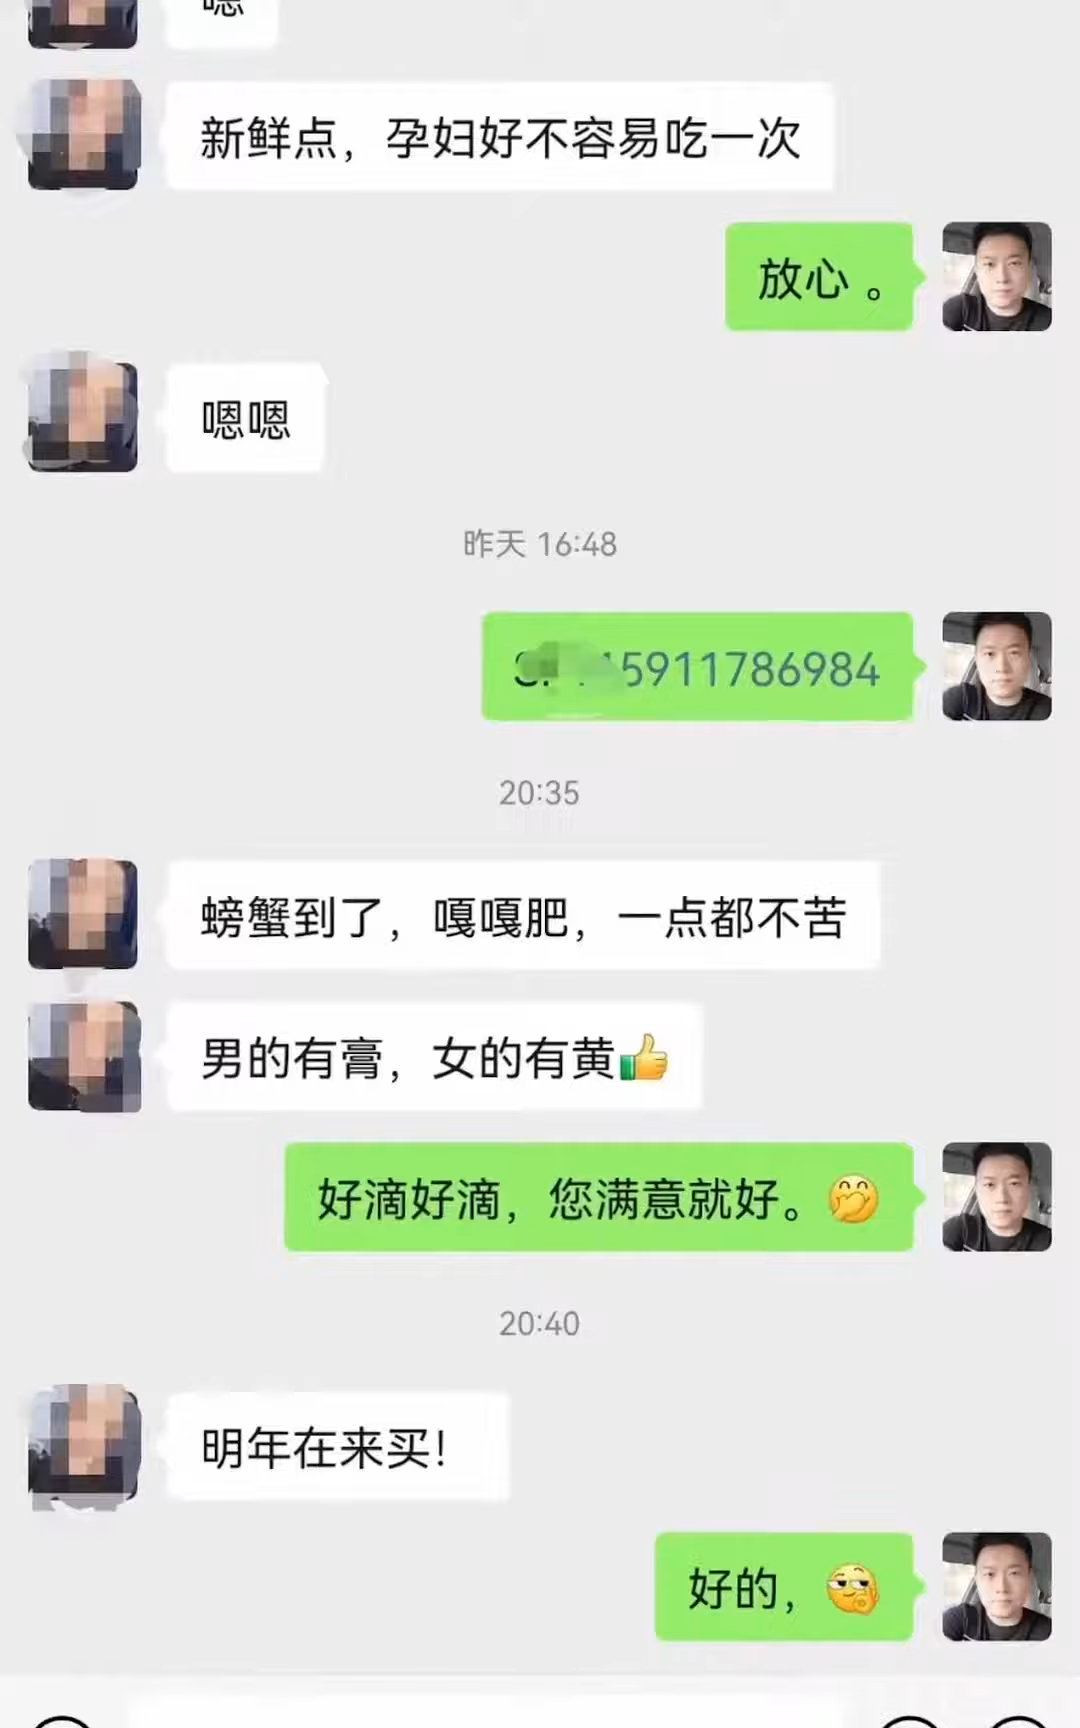 嗯
新鲜点，孕妇好不容易吃一次
放心 。
嗯嗯
昨天 16:48
5911786984
20:35
螃蟹到了，嘎嘎肥，一点都不苦
男的有膏，女的有黄👍
好滴好滴，您满意就好。🤭
20:40
明年在来买！
好的，